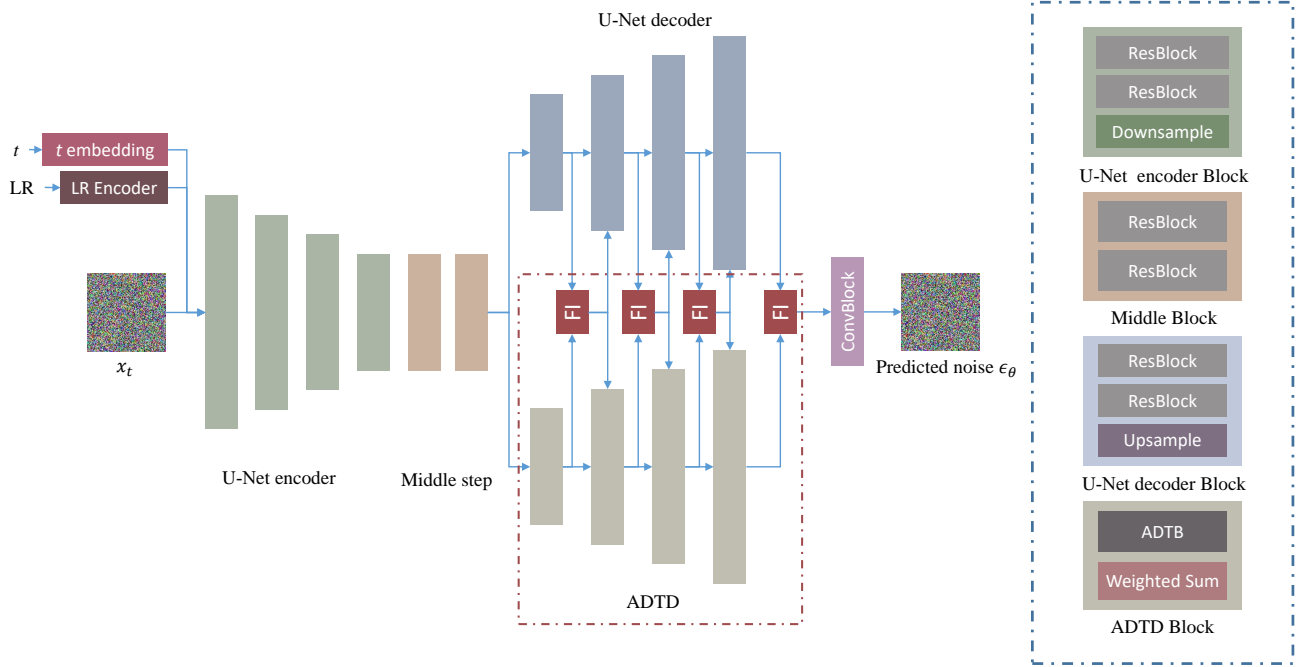 U-Net decoder
t
t embedding
LR
LR Encoder
x_t
U-Net encoder
Middle step
FI
FI
FI
FI
ADTD
ConvBlock
Predicted noise ϵ_θ
ResBlock
ResBlock
Downsample
U-Net encoder Block
ResBlock
ResBlock
Middle Block
ResBlock
ResBlock
Upsample
U-Net decoder Block
ADTB
Weighted Sum
ADTD Block